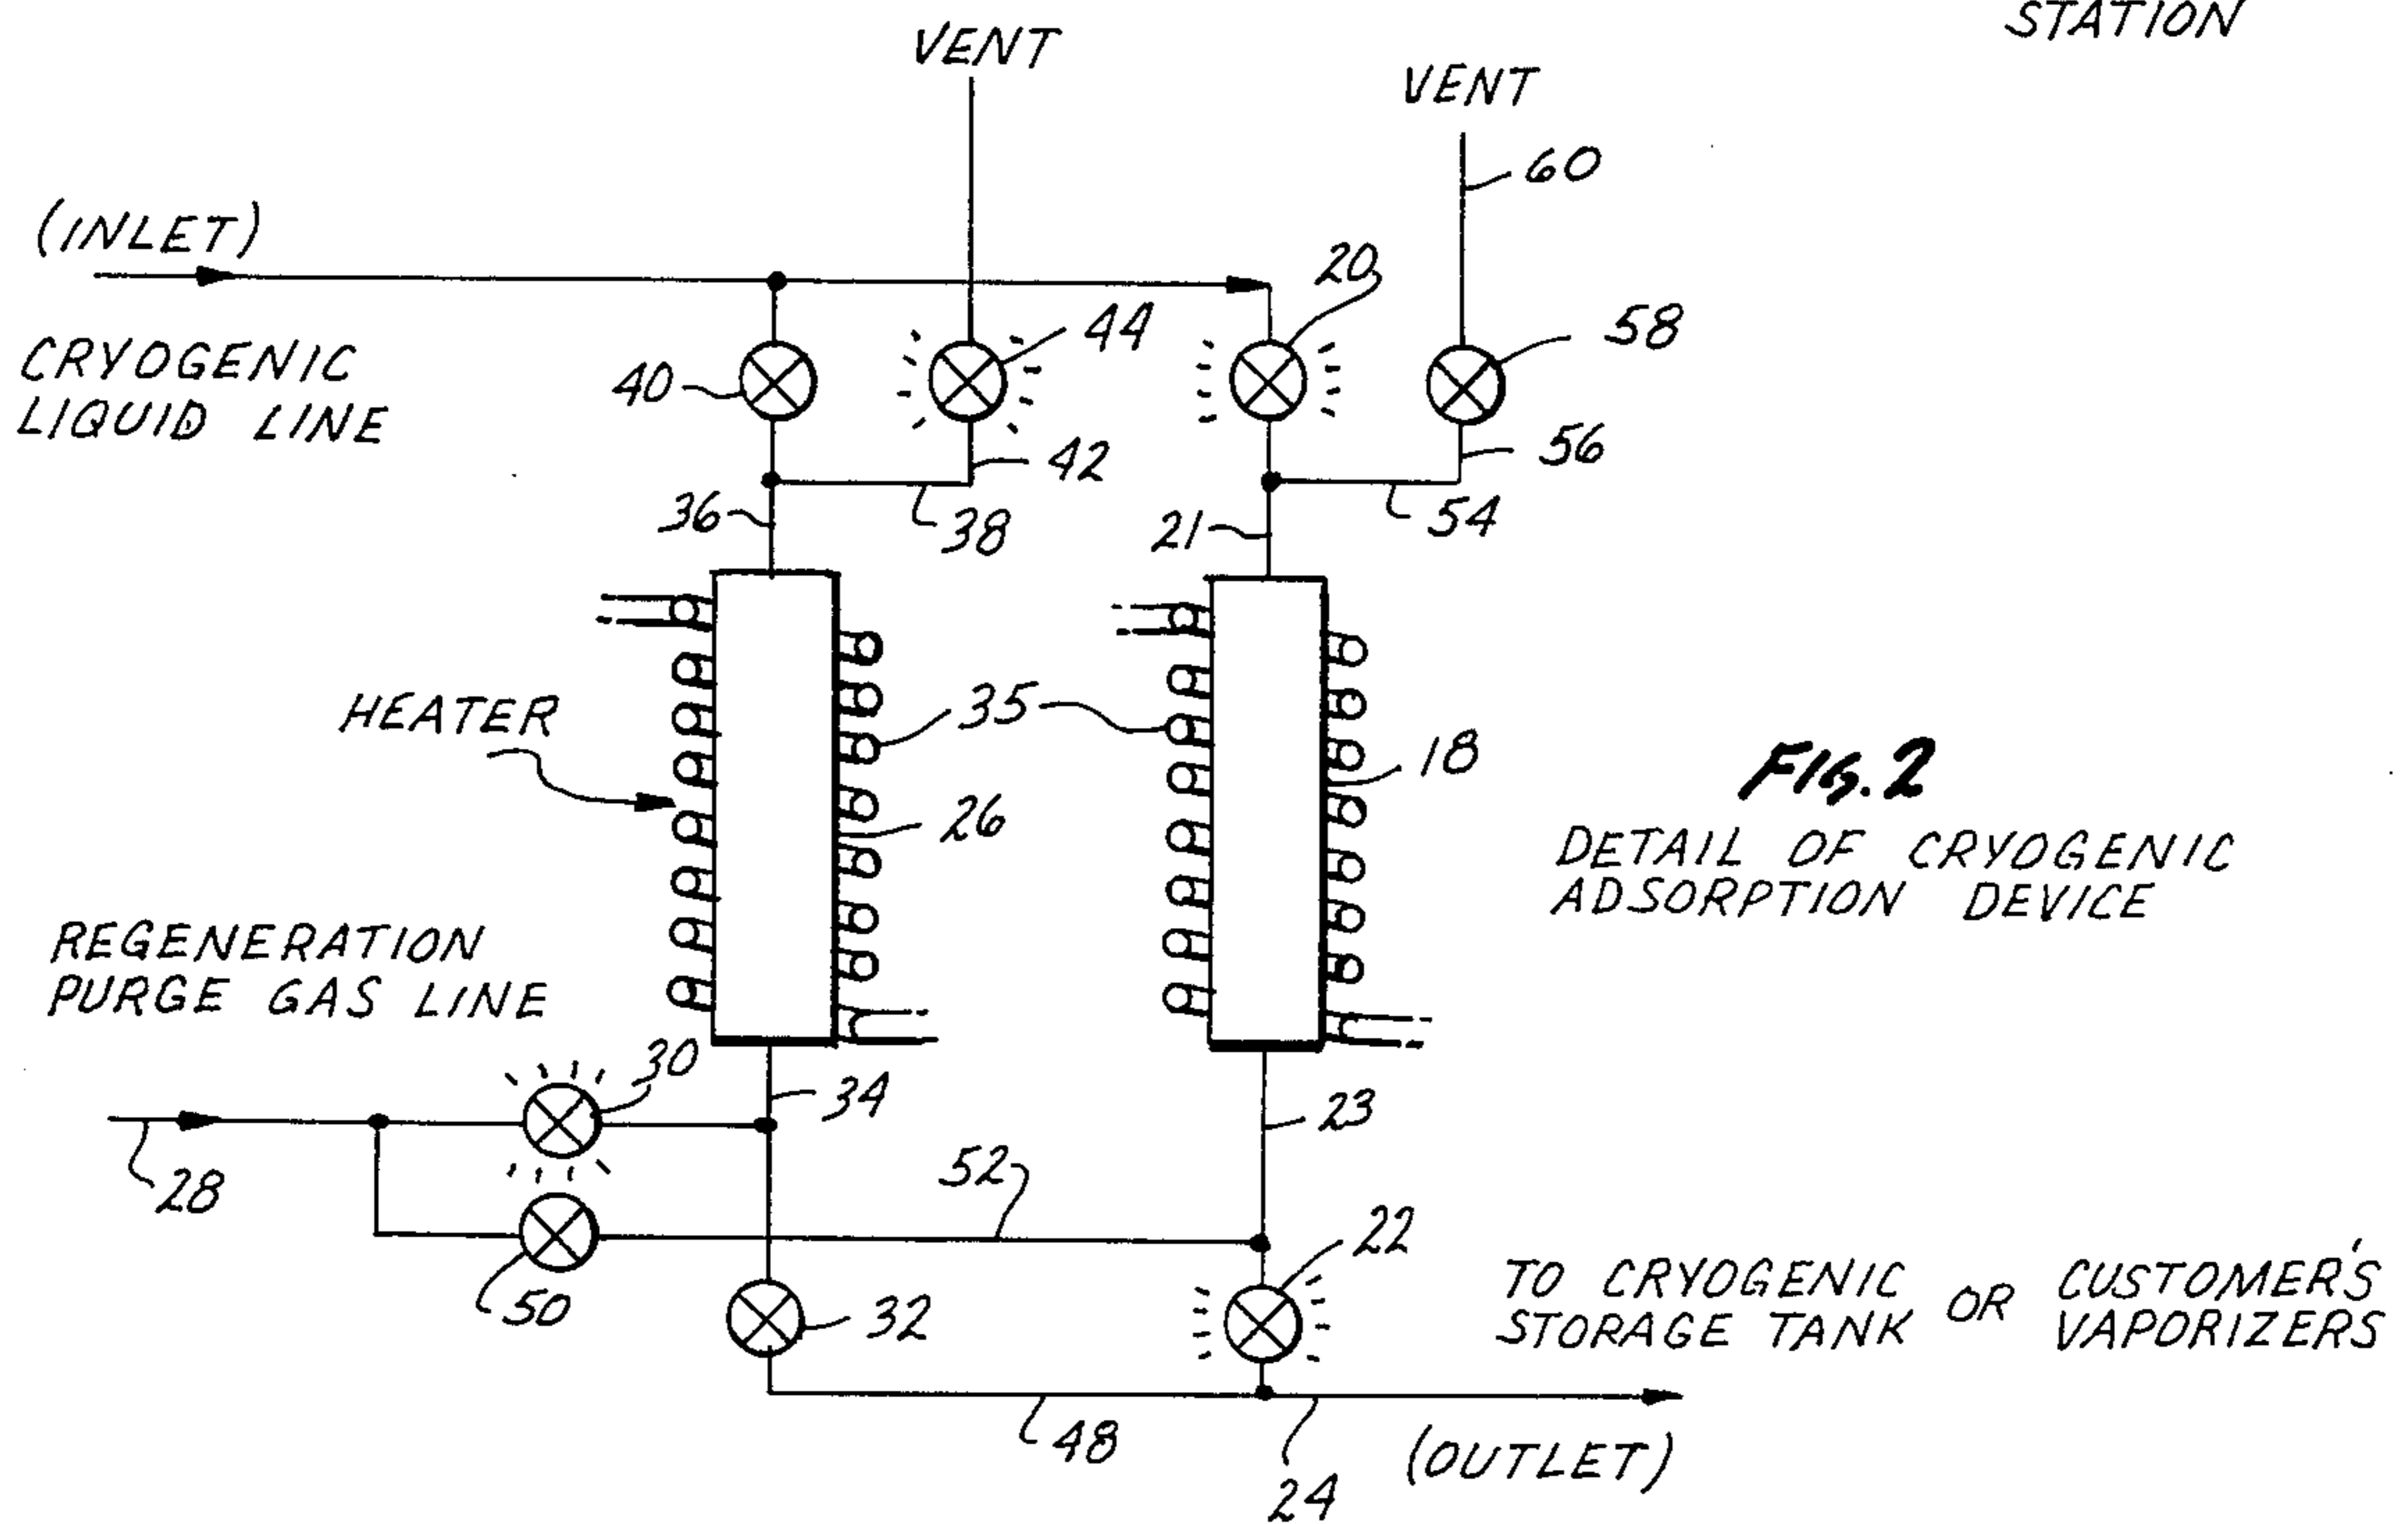 STATION
VENT
VENT
60
(INLET)
20
58
44
CRYOGENIC
LIQUID LINE
40
42
56
36
38
21
54
HEATER
35
18
FIG. 2
26
DETAIL OF CRYOGENIC
ADSORPTION DEVICE
REGENERATION
PURGE GAS LINE
30
34
23
28
52
22
50
32
TO CRYOGENIC
STORAGE TANK
OR
CUSTOMER'S
VAPORIZERS
48
24
(OUTLET)